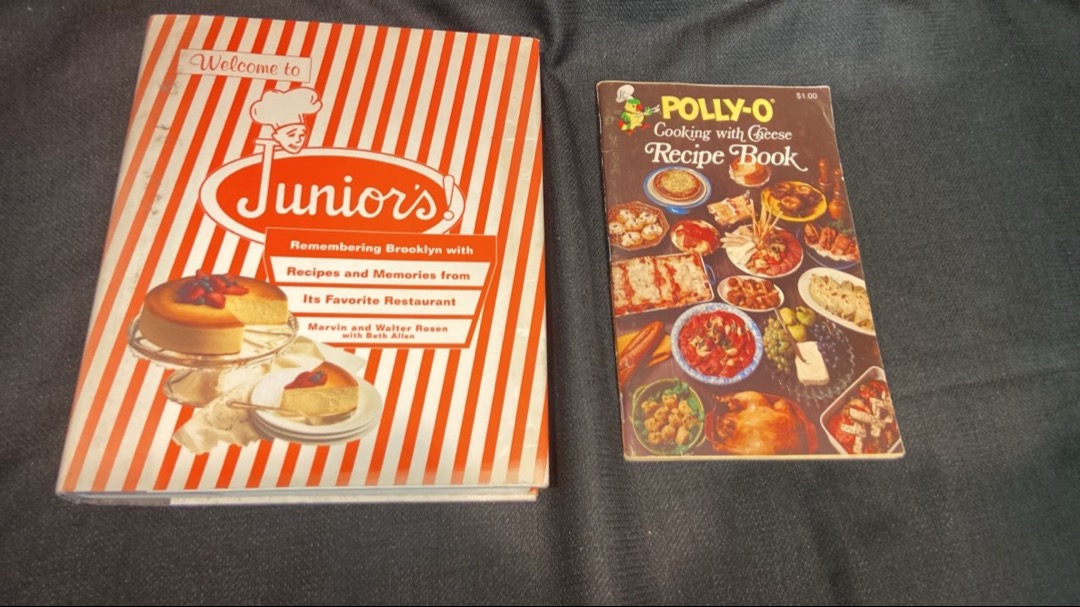 Welcome to
Junior's!
Remembering Brooklyn with
Recipes and Memories from
Its Favorite Restaurant
Marvin and Walter Rosen
with Beth Allen
POLLY-O®
$1.00
Cooking with Cheese
Recipe Book